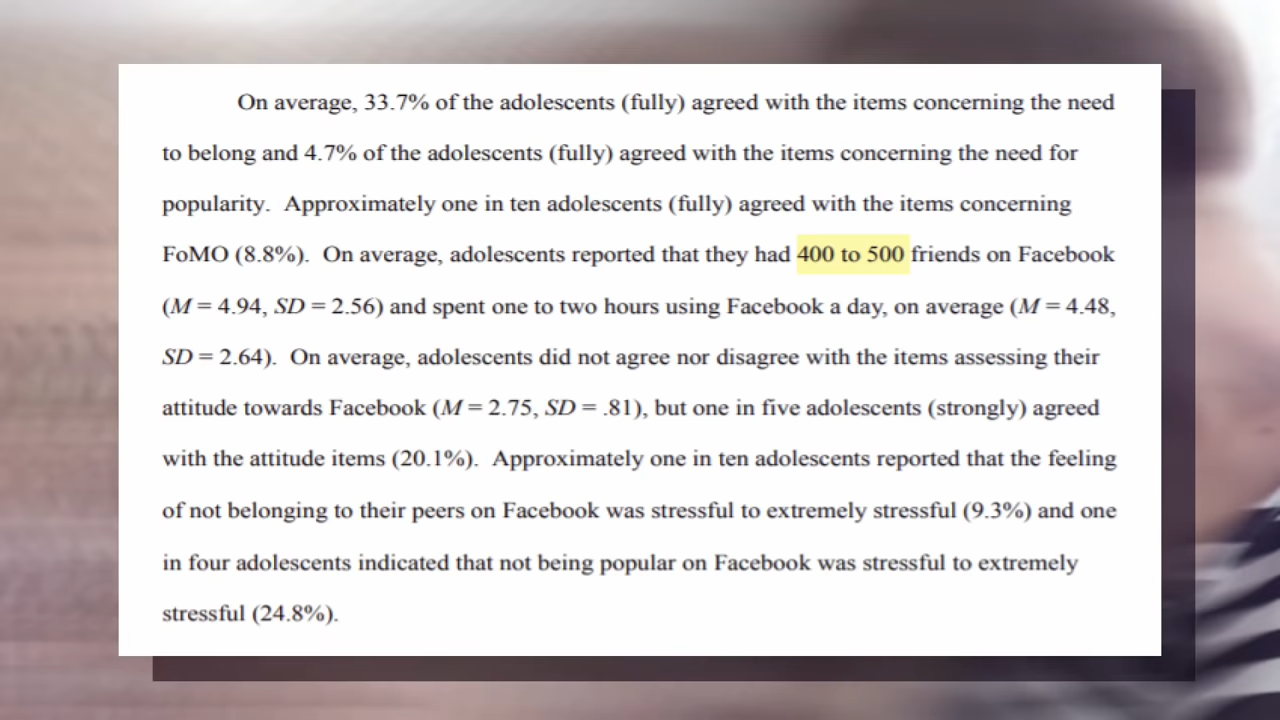 On average, 33.7% of the adolescents (fully) agreed with the items concerning the need
to belong and 4.7% of the adolescents (fully) agreed with the items concerning the need for
popularity.  Approximately one in ten adolescents (fully) agreed with the items concerning
FoMO (8.8%).  On average, adolescents reported that they had 400 to 500 friends on Facebook
(M = 4.94, SD = 2.56) and spent one to two hours using Facebook a day, on average (M = 4.48,
SD = 2.64).  On average, adolescents did not agree nor disagree with the items assessing their
attitude towards Facebook (M = 2.75, SD = .81), but one in five adolescents (strongly) agreed
with the attitude items (20.1%).  Approximately one in ten adolescents reported that the feeling
of not belonging to their peers on Facebook was stressful to extremely stressful (9.3%) and one
in four adolescents indicated that not being popular on Facebook was stressful to extremely
stressful (24.8%).